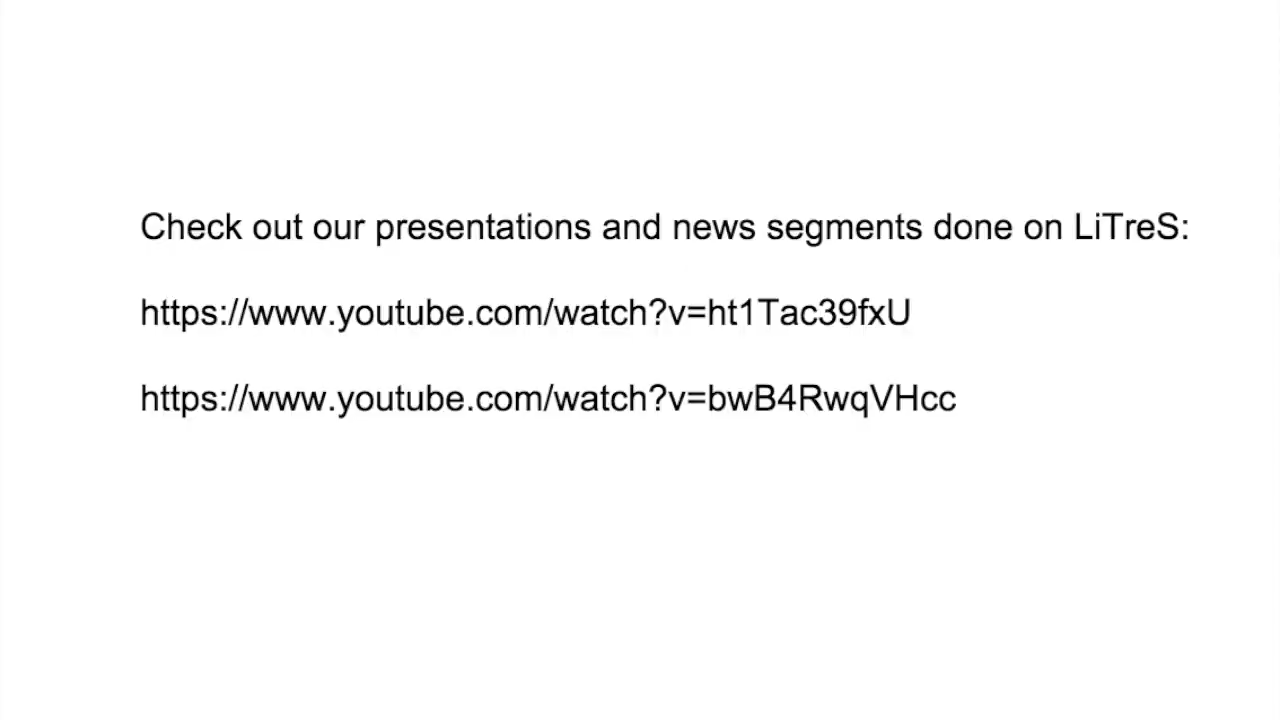 Check out our presentations and news segments done on LiTreS:
https://www.youtube.com/watch?v=ht1Tac39fxU
https://www.youtube.com/watch?v=bwB4RwqVHcc